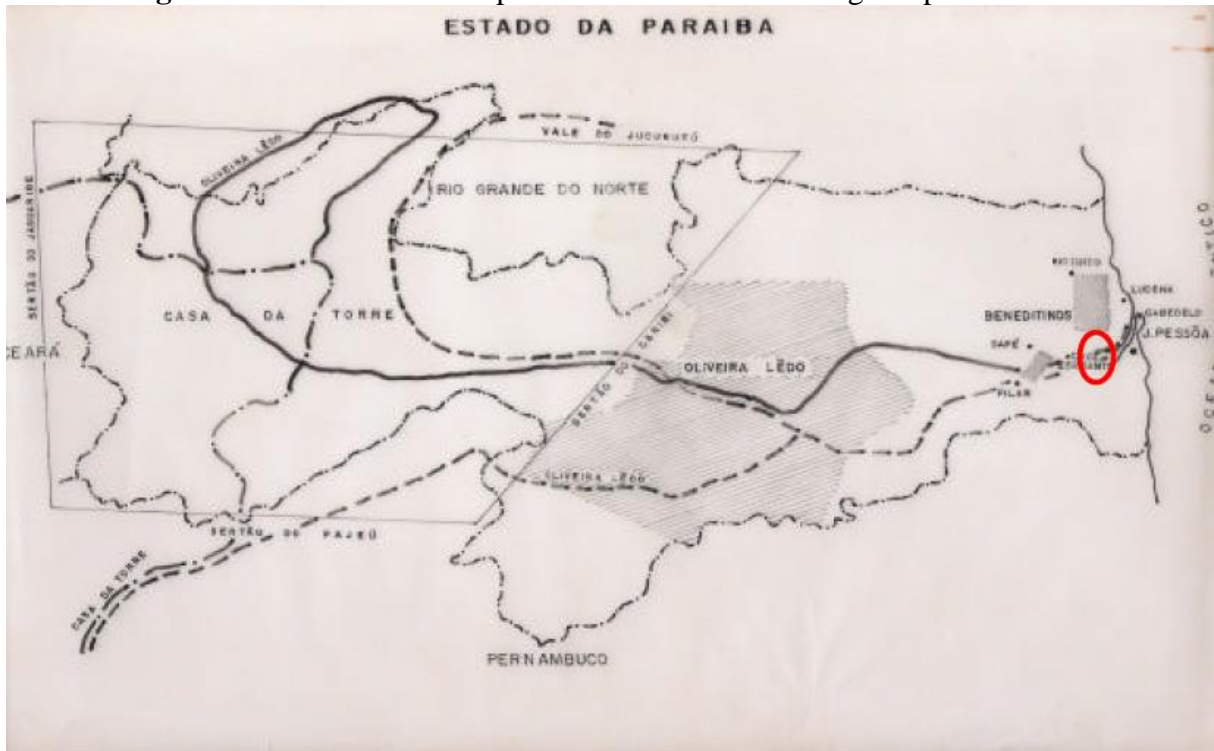 ESTADO DA PARAIBA
VALE DO JUCURUTÚ
OLIVEIRA LÊDO
RIO GRANDE DO NORTE
SERTÃO DO JAGUARIBE
CASA DA TORRE
CEARÁ
LUCENA
BENEDITINOS
CABEDELO
J. PESSÔA
SAPÉ
PILAR
OLIVEIRA LÊDO
SERTÃO DO CARIRI
OLIVEIRA LÊDO
SERTÃO DO PAJEÚ
CASA DA TORRE
PERNAMBUCO